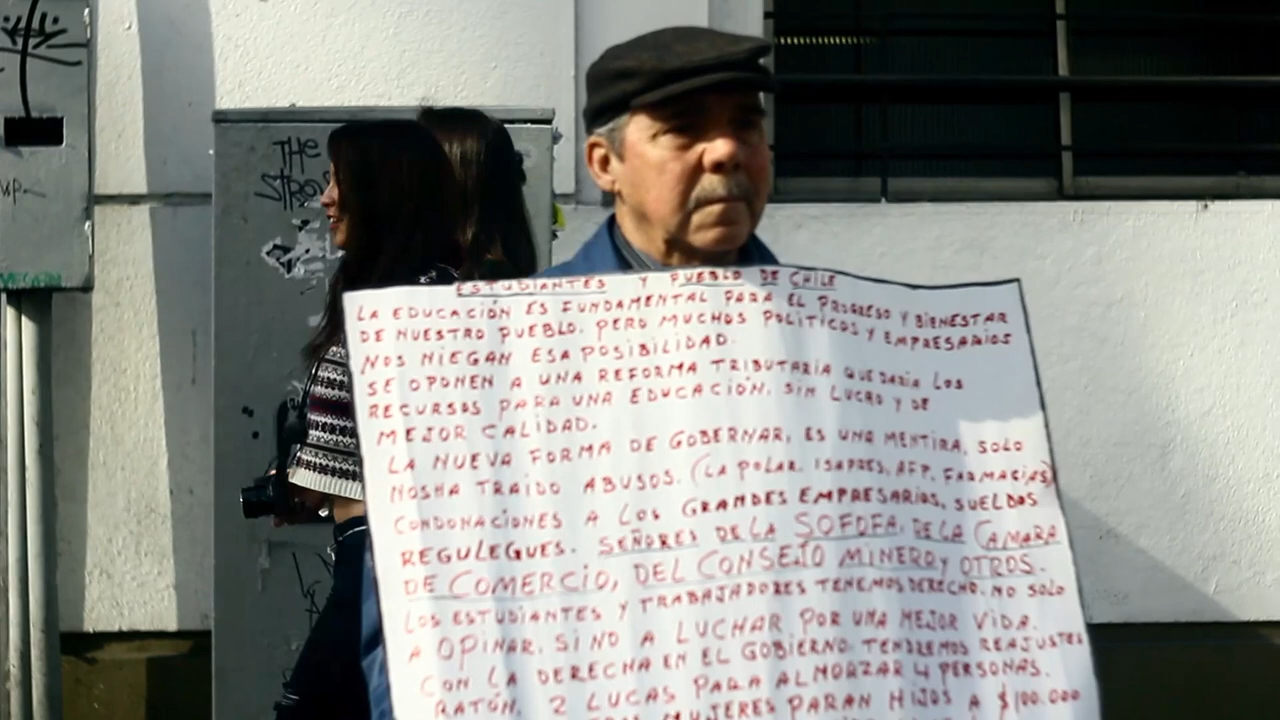 THE
ESTUDIANTES Y PUEBLO DE CHILE
LA EDUCACIÓN ES FUNDAMENTAL PARA EL PROGRESO Y BIENESTAR
DE NUESTRO PUEBLO. PERO MUCHOS POLITICOS Y EMPRESARIOS
NOS NIEGAN ESA POSIBILIDAD.
SE OPONEN A UNA REFORMA TRIBUTARIA QUE DARIA LOS
RECURSOS PARA UNA EDUCACIÓN. SIN LUCRO Y DE
MEJOR CALIDAD.
LA NUEVA FORMA DE GOBERNAR, ES UNA MENTIRA, SOLO
NOSHA TRAIDO ABUSOS. (LA POLAR. ISAPRES, AFP, FARMACIAS)
CONDONACIONES A LOS GRANDES EMPRESARIOS, SUELDOS
REGULEGUES. SEÑORES DE LA SOFOFA, DE LA CAMARA
DE COMERCIO, DEL CONSEJO MINERO Y OTROS.
LOS ESTUDIANTES Y TRABAJADORES TENEMOS DERECHO. NO SOLO
A OPINAR, SI NO A LUCHAR POR UNA MEJOR VIDA.
CON LA DERECHA EN EL GOBIERNO TENDREMOS REAJUSTES
RATÓN. 2 LUCAS PARA ALMORZAR 4 PERSONAS.
MUJERES PARAN HIJOS A $100.000